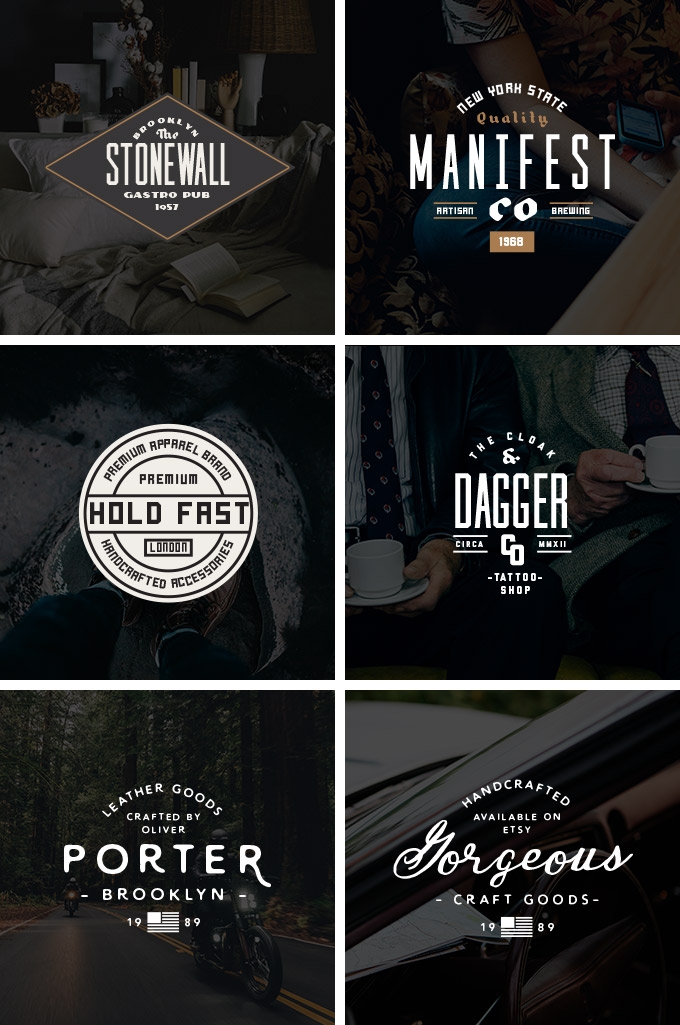 BROOKLYN
The
STONEWALL
GASTRO PUB
1957
NEW YORK STATE
Quality
MANIFEST
ARTISAN CO BREWING
1968
PREMIUM APPAREL BRAND
PREMIUM
HOLD FAST
LONDON
HANDCRAFTED ACCESSORIES
THE CLOAK
&
DAGGER
CIRCA CO MMXII
-TATTOO-
SHOP
LEATHER GOODS
CRAFTED BY
OLIVER
PORTER
- BROOKLYN -
19 89
HANDCRAFTED
AVAILABLE ON
ETSY
Gorgeous
- CRAFT GOODS-
19 89